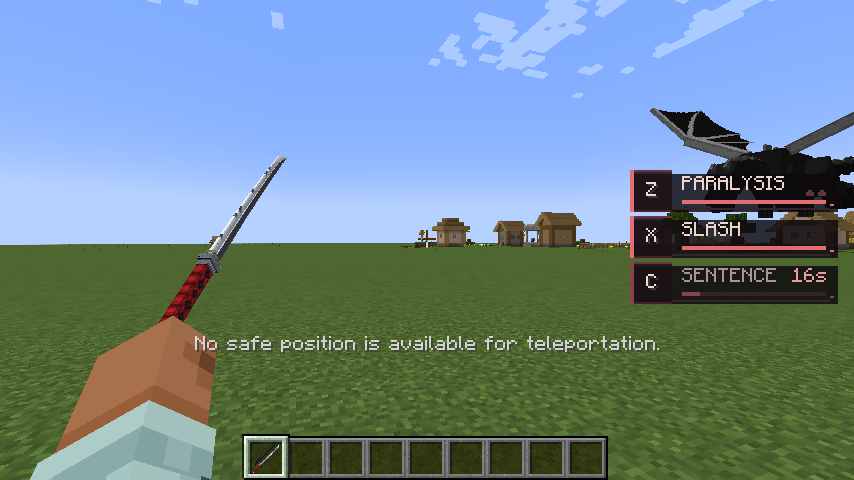 Z PARALYSIS
X SLASH
C SENTENCE 16s
No safe position is available for teleportation.